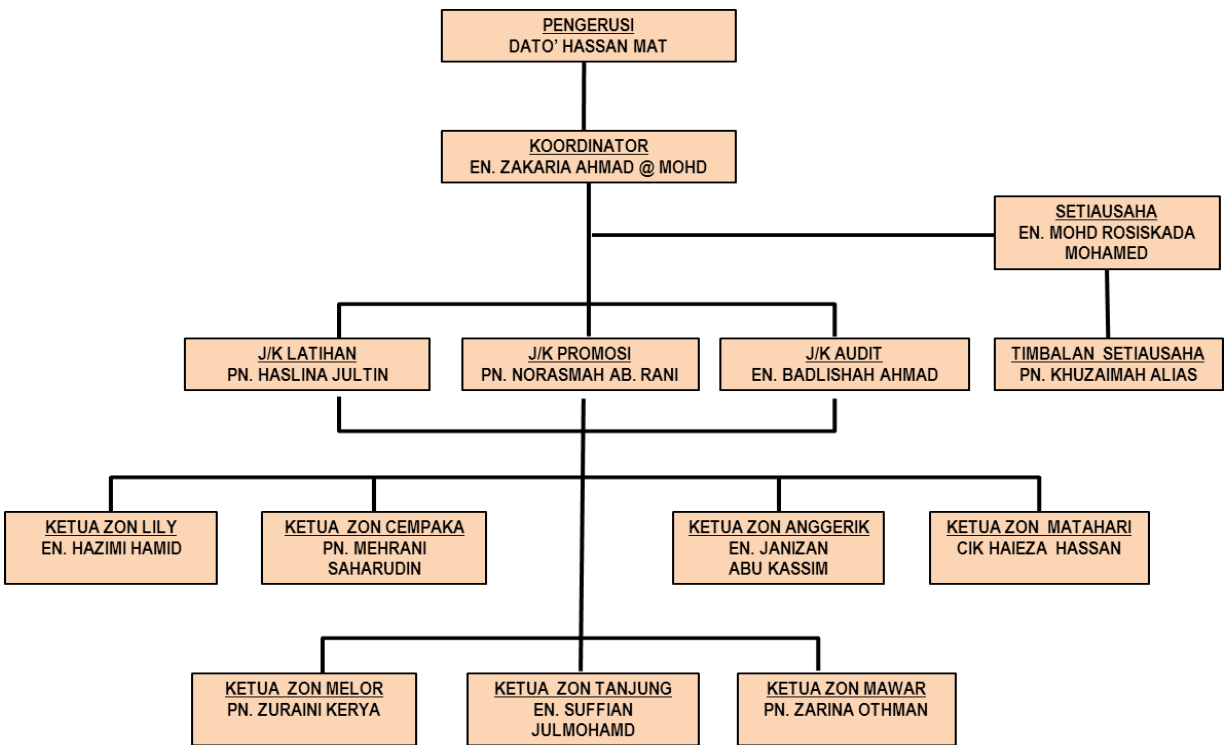 PENGERUSI
DATO' HASSAN MAT
KOORDINATOR
EN. ZAKARIA AHMAD @ MOHD
SETIAUSAHA
EN. MOHD ROSISKADA
MOHAMED
J/K LATIHAN
PN. HASLINA JULTIN
J/K PROMOSI
PN. NORASMAH AB. RANI
J/K AUDIT
EN. BADLISHAH AHMAD
TIMBALAN SETIAUSAHA
PN. KHUZAIMAH ALIAS
KETUA ZON LILY
EN. HAZIMI HAMID
KETUA ZON CEMPAKA
PN. MEHRANI
SAHARUDIN
KETUA ZON ANGGERIK
EN. JANIZAN
ABU KASSIM
KETUA ZON MATAHARI
CIK HAIEZA HASSAN
KETUA ZON MELOR
PN. ZURAINI KERYA
KETUA ZON TANJUNG
EN. SUFFIAN
JULMOHAMD
KETUA ZON MAWAR
PN. ZARINA OTHMAN